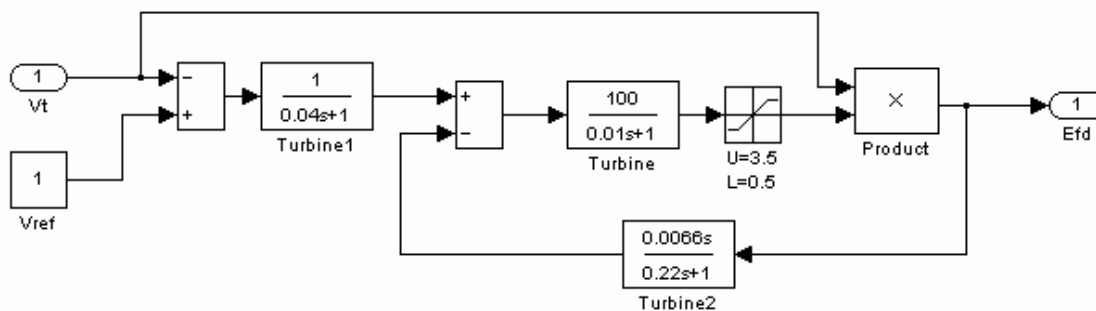 1
Vt
−
+
1
Vref
1
0.04s+1
Turbine1
+
−
100
0.01s+1
Turbine
U=3.5
L=0.5
×
Product
1
Efd
0.0066s
0.22s+1
Turbine2